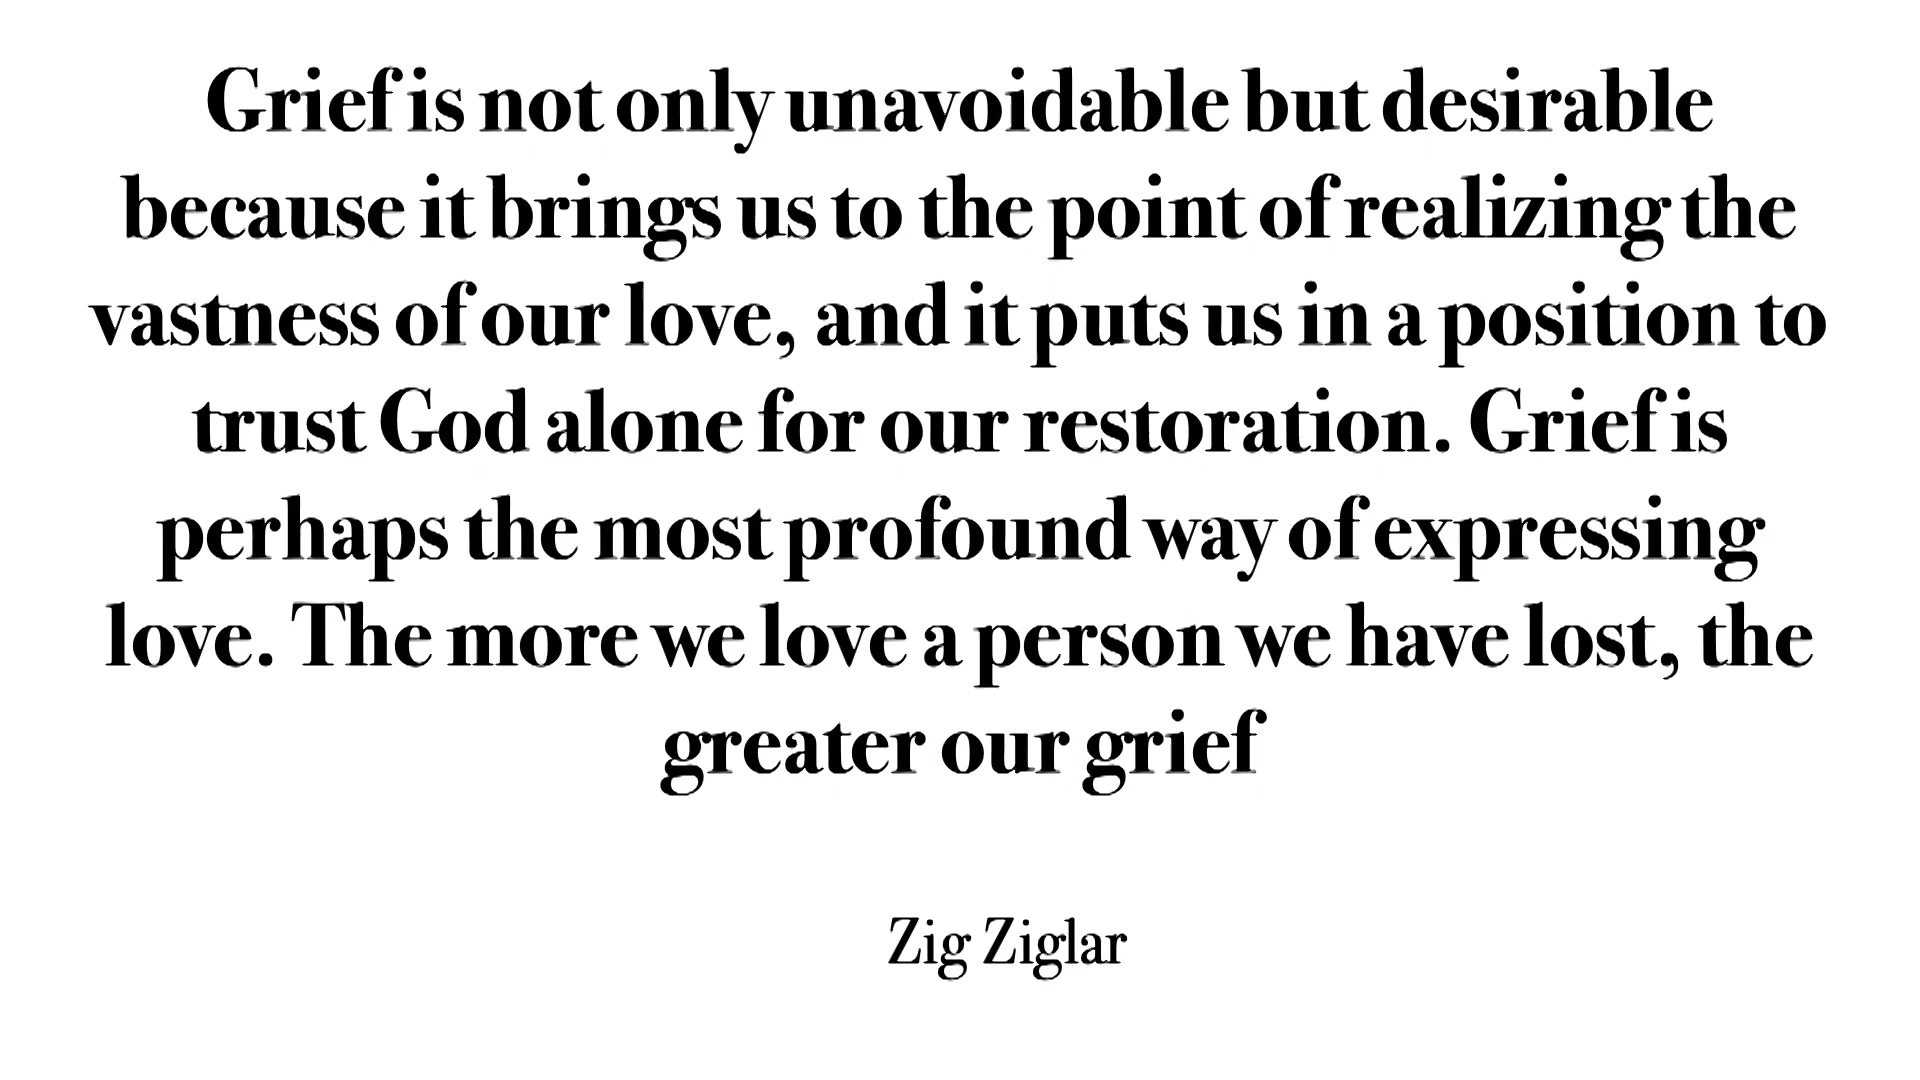 Grief is not only unavoidable but desirable
because it brings us to the point of realizing the
vastness of our love, and it puts us in a position to
trust God alone for our restoration. Grief is
perhaps the most profound way of expressing
love. The more we love a person we have lost, the
greater our grief
Zig Ziglar